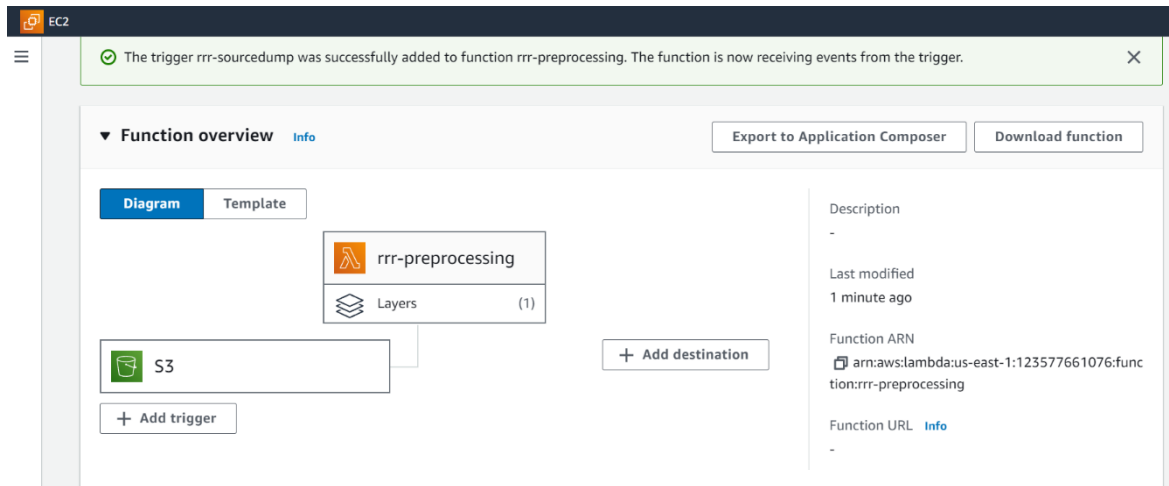 EC2
The trigger rrr-sourcedump was successfully added to function rrr-preprocessing. The function is now receiving events from the trigger.
Function overview Info
Export to Application Composer
Download function
Diagram
Template
rrr-preprocessing
Layers (1)
S3
+ Add trigger
+ Add destination
Description
-
Last modified
1 minute ago
Function ARN
arn:aws:lambda:us-east-1:123577661076:func
tion:rrr-preprocessing
Function URL Info
-